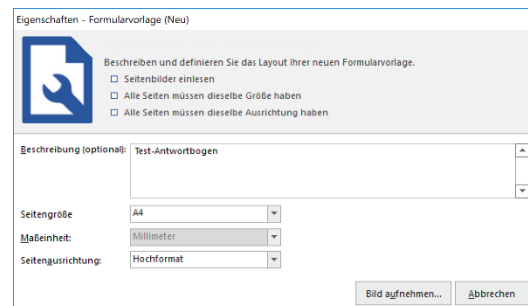 Eigenschaften - Formularvorlage (Neu)
Beschreiben und definieren Sie das Layout Ihrer neuen Formularvorlage.
Seitenbilder einlesen
Alle Seiten müssen dieselbe Größe haben
Alle Seiten müssen dieselbe Ausrichtung haben
Beschreibung (optional): Test-Antwortbogen
Seitengröße A4
Maßeinheit: Millimeter
Seitenausrichtung: Hochformat
Bild aufnehmen... Abbrechen